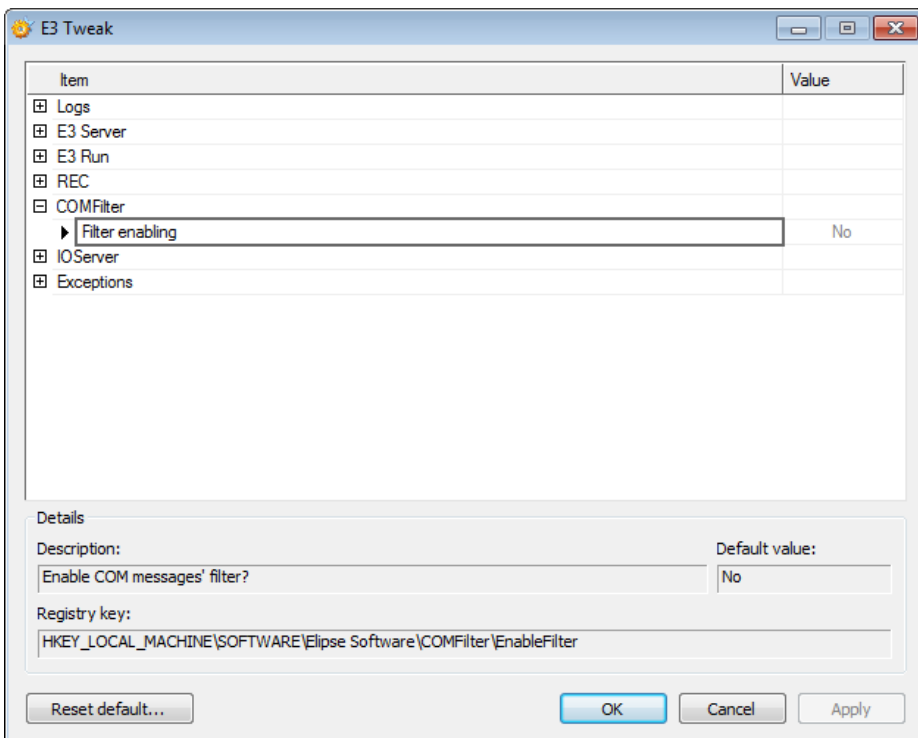 E3 Tweak
Item Value
Logs
E3 Server
E3 Run
REC
COMFilter
Filter enabling No
IOServer
Exceptions
Details
Description: Default value:
Enable COM messages' filter? No
Registry key:
HKEY_LOCAL_MACHINE\SOFTWARE\Elipse Software\COMFilter\EnableFilter
Reset default... OK Cancel Apply